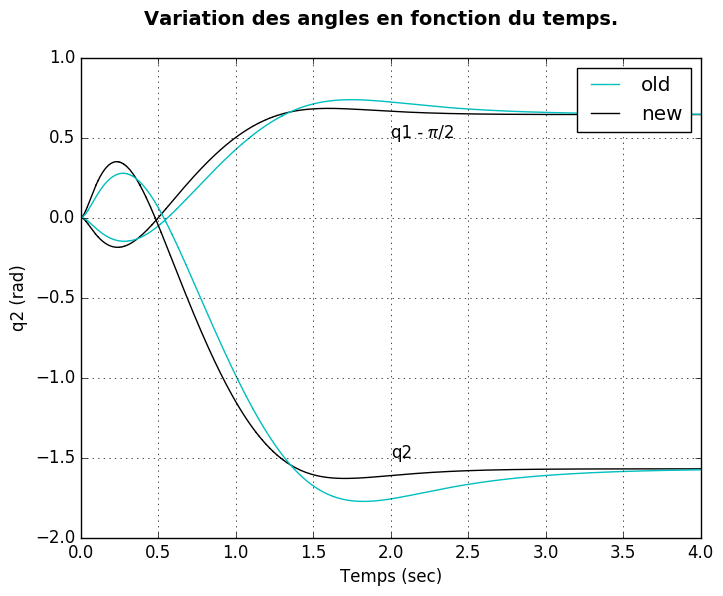 Variation des angles en fonction du temps.
1.0
0.5
0.0
−0.5
−1.0
−1.5
−2.0
q2 (rad)
old
new
q1 - π/2
q2
0.0 0.5 1.0 1.5 2.0 2.5 3.0 3.5 4.0
Temps (sec)